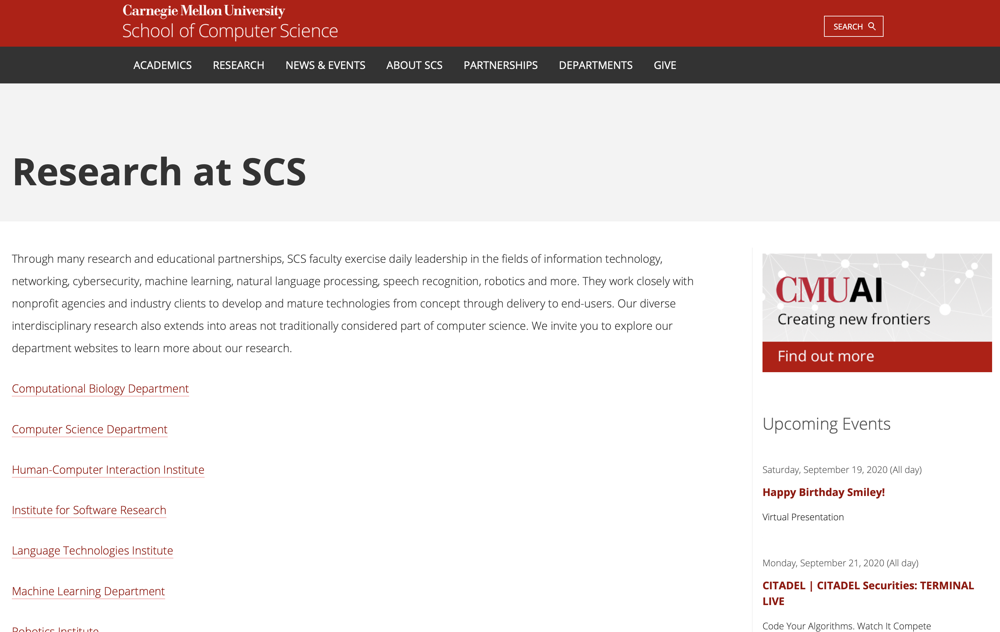 Carnegie Mellon University
School of Computer Science
SEARCH
ACADEMICS RESEARCH NEWS & EVENTS ABOUT SCS PARTNERSHIPS DEPARTMENTS GIVE
Research at SCS
Through many research and educational partnerships, SCS faculty exercise daily leadership in the fields of information technology,
networking, cybersecurity, machine learning, natural language processing, speech recognition, robotics and more. They work closely with
nonprofit agencies and industry clients to develop and mature technologies from concept through delivery to end-users. Our diverse
interdisciplinary research also extends into areas not traditionally considered part of computer science. We invite you to explore our
department websites to learn more about our research.
Computational Biology Department
Computer Science Department
Human-Computer Interaction Institute
Institute for Software Research
Language Technologies Institute
Machine Learning Department
Robotics Institute
CMUAI
Creating new frontiers
Find out more
Upcoming Events
Saturday, September 19, 2020 (All day)
Happy Birthday Smiley!
Virtual Presentation
Monday, September 21, 2020 (All day)
CITADEL | CITADEL Securities: TERMINAL
LIVE
Code Your Algorithms. Watch It Compete